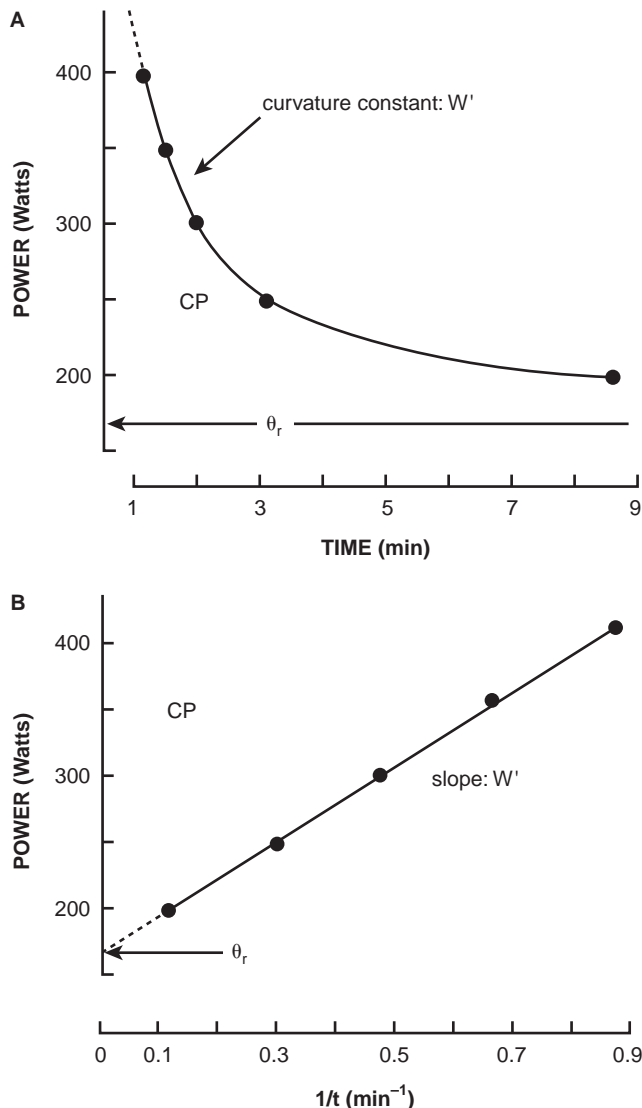 A
400
300
200
POWER (Watts)
curvature constant: W'
CP
θr
1 3 5 7 9
TIME (min)
B
400
300
200
POWER (Watts)
CP
slope: W'
θr
0 0.1 0.3 0.5 0.7 0.9
1/t (min⁻¹)